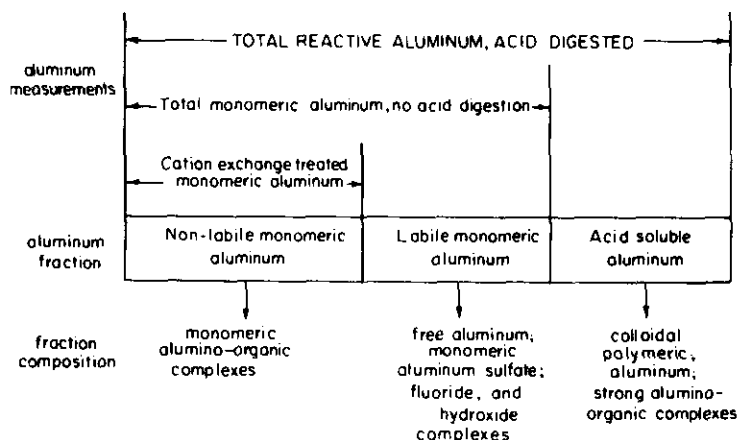 TOTAL REACTIVE ALUMINUM, ACID DIGESTED
aluminum
measurements
Total monomeric aluminum, no acid digestion
Cation exchange treated
monomeric aluminum
aluminum
fraction
Non-labile monomeric
aluminum
Labile monomeric
aluminum
Acid soluble
aluminum
fraction
composition
monomeric
alumino-organic
complexes
free aluminum;
monomeric
aluminum sulfate;
fluoride, and
hydroxide
complexes
colloidal
polymeric;
aluminum;
strong alumino-
organic complexes